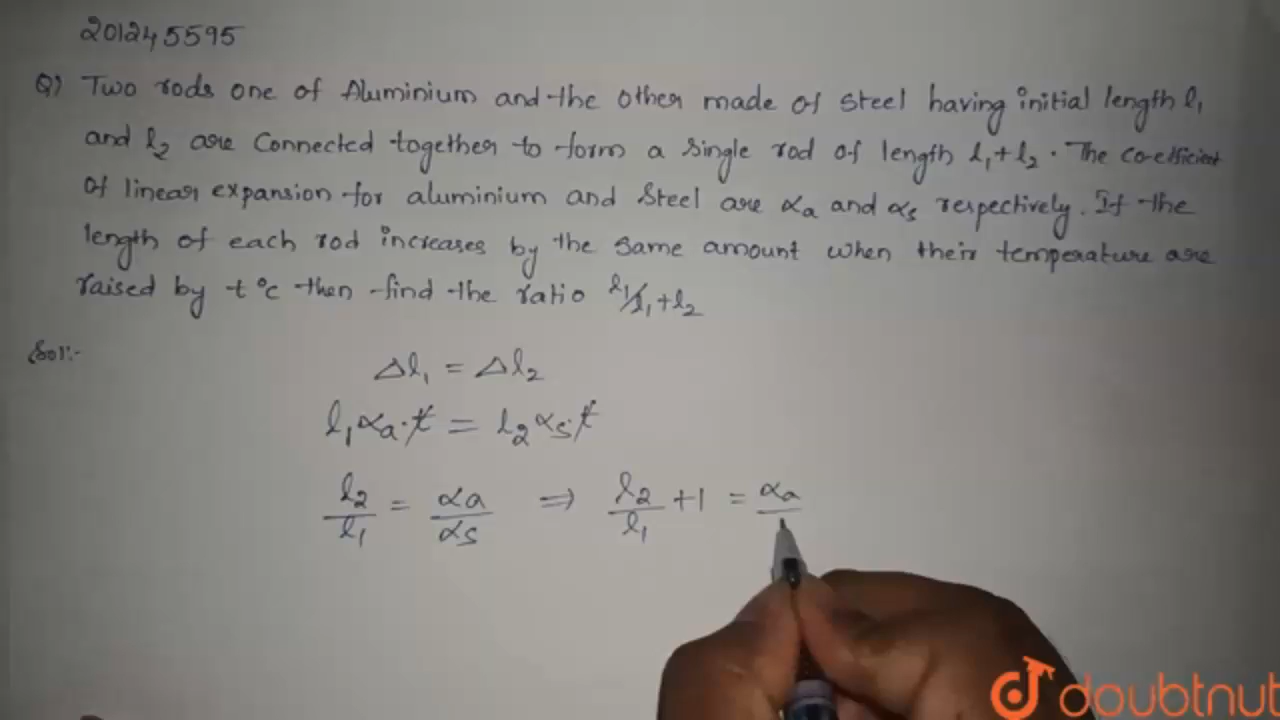 201245595
Q) Two rods one of Aluminium and the other made of steel having initial length l₁
and l₂ are connected together to form a single rod of length l₁+l₂. The co-efficient
of linear expansion for aluminium and steel are αa and αs respectively. If the
length of each rod increases by the same amount when their temperature are
raised by t°c then find the ratio l₁/l₁+l₂
Sol:-
Δl₁ = Δl₂
l₁αa·t = l₂αs·t
l₂/l₁ = αa/αs ⇒ l₂/l₁ + 1 = αa
doubtnut